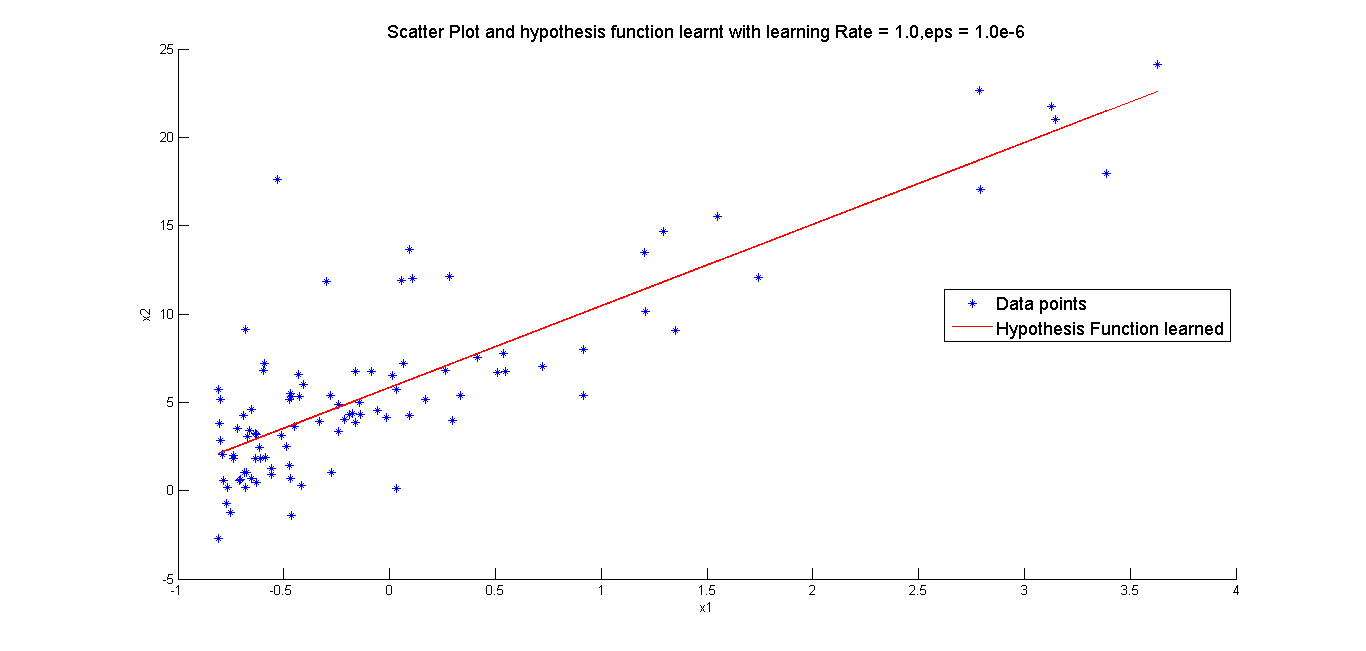 Scatter Plot and hypothesis function learnt with learning Rate = 1.0,eps = 1.0e-6
25
20
15
10
5
0
-5
x2
Data points
Hypothesis Function learned
-1 -0.5 0 0.5 1 1.5 2 2.5 3 3.5 4
x1